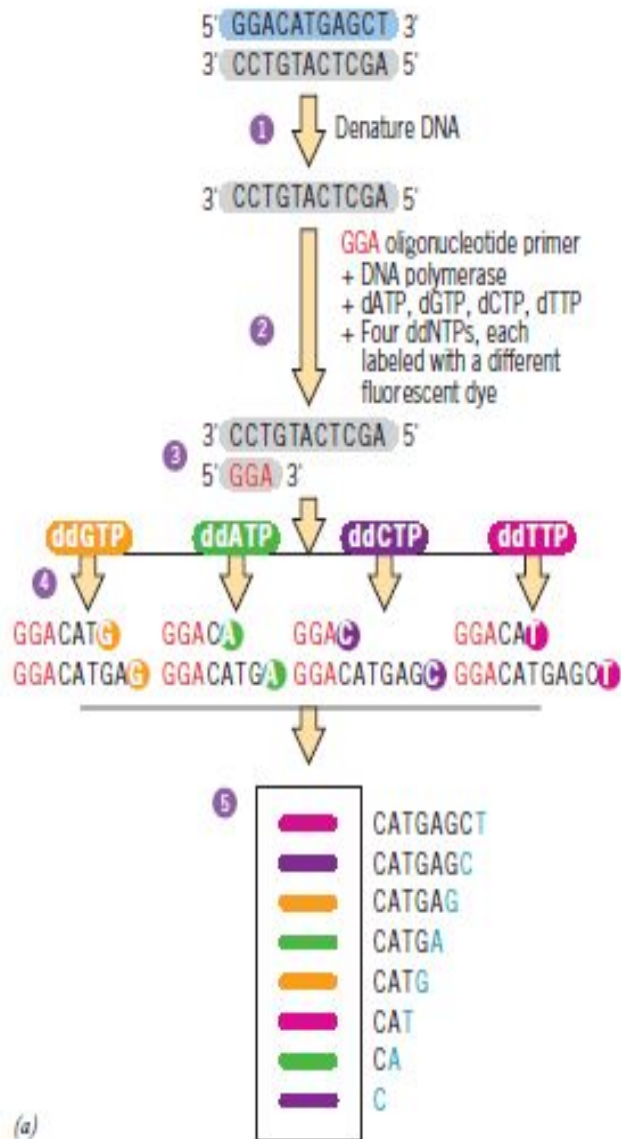 5' GGACATGAGCT 3'
3' CCTGTACTCGA 5'
1 Denature DNA
3' CCTGTACTCGA 5'
GGA oligonucleotide primer
+ DNA polymerase
+ dATP, dGTP, dCTP, dTTP
2 + Four ddNTPs, each
labeled with a different
fluorescent dye
3' CCTGTACTCGA 5'
3
5' GGA 3'
ddGTP ddATP ddCTP ddTTP
4
GGACATG GGACA GGAC GGACAT
GGACATGAG GGACATGA GGACATGAGC GGACATGAGCT
5
CATGAGCT
CATGAGC
CATGAG
CATGA
CATG
CAT
CA
C
(a)